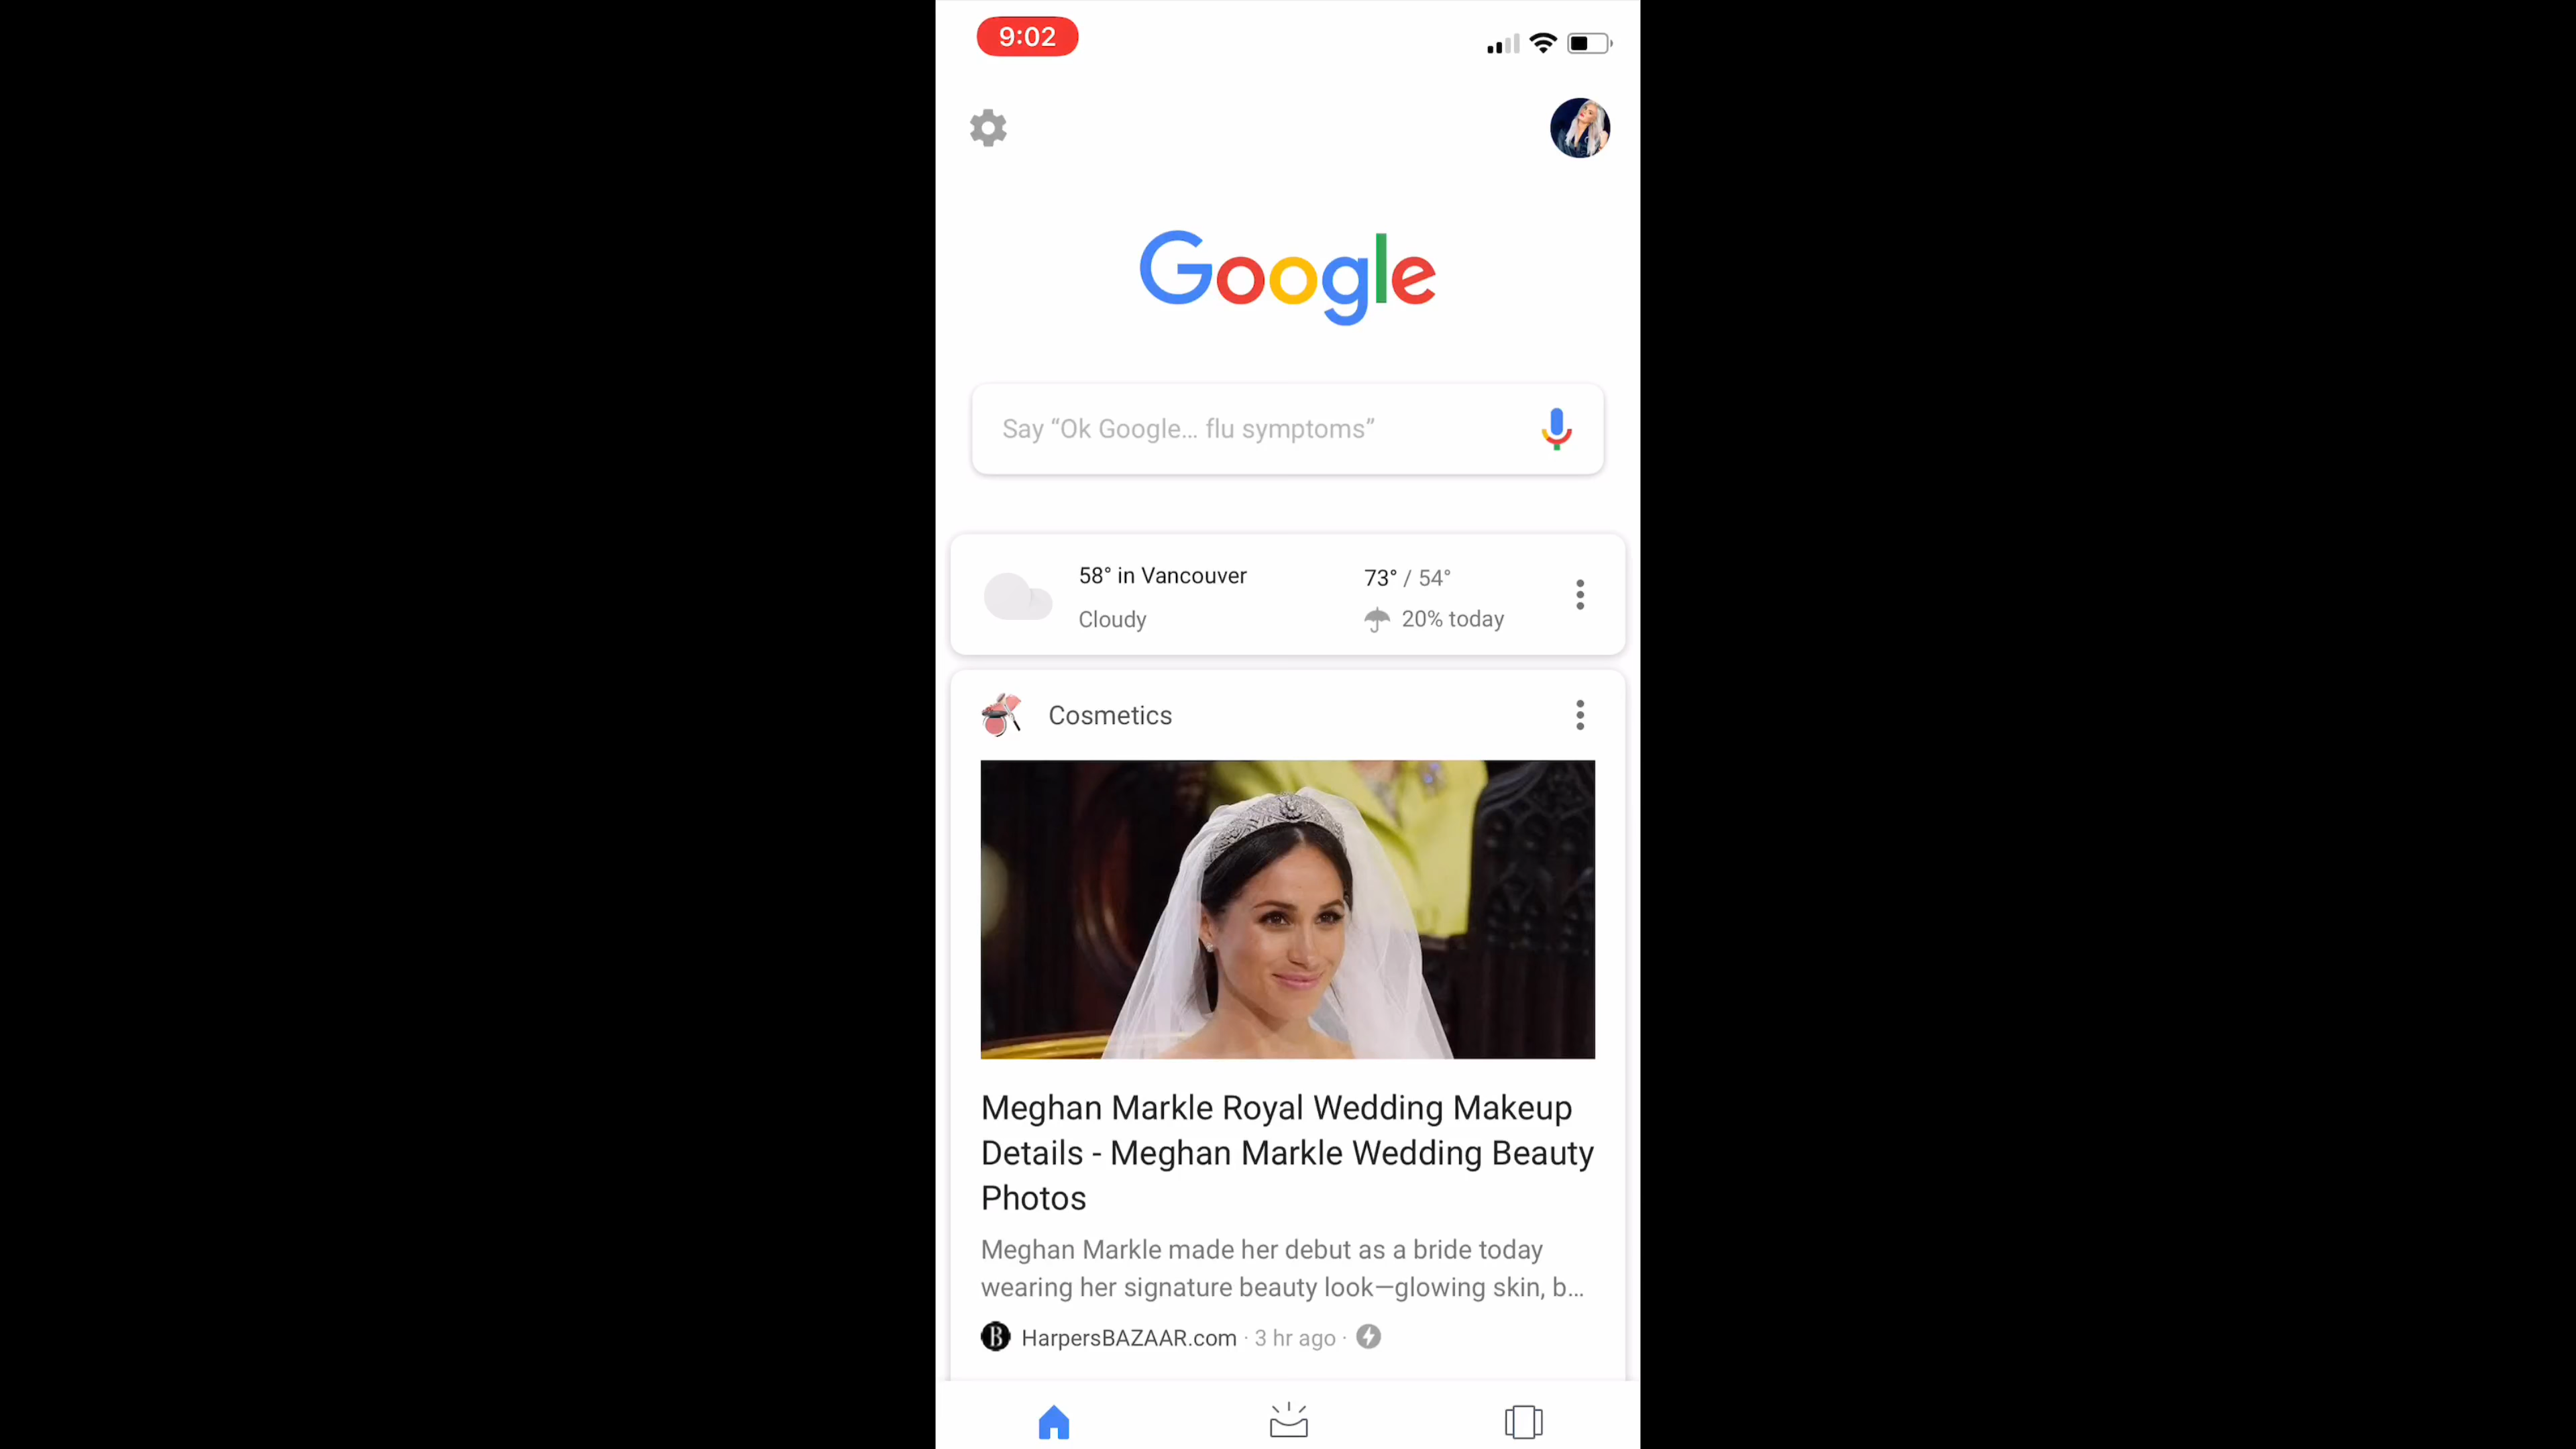 9:02
Google
Say “Ok Google... flu symptoms”
58° in Vancouver
73° / 54°
Cloudy
20% today
Cosmetics
Meghan Markle Royal Wedding Makeup
Details - Meghan Markle Wedding Beauty
Photos
Meghan Markle made her debut as a bride today
wearing her signature beauty look—glowing skin, b...
B HarpersBAZAAR.com · 3 hr ago ·